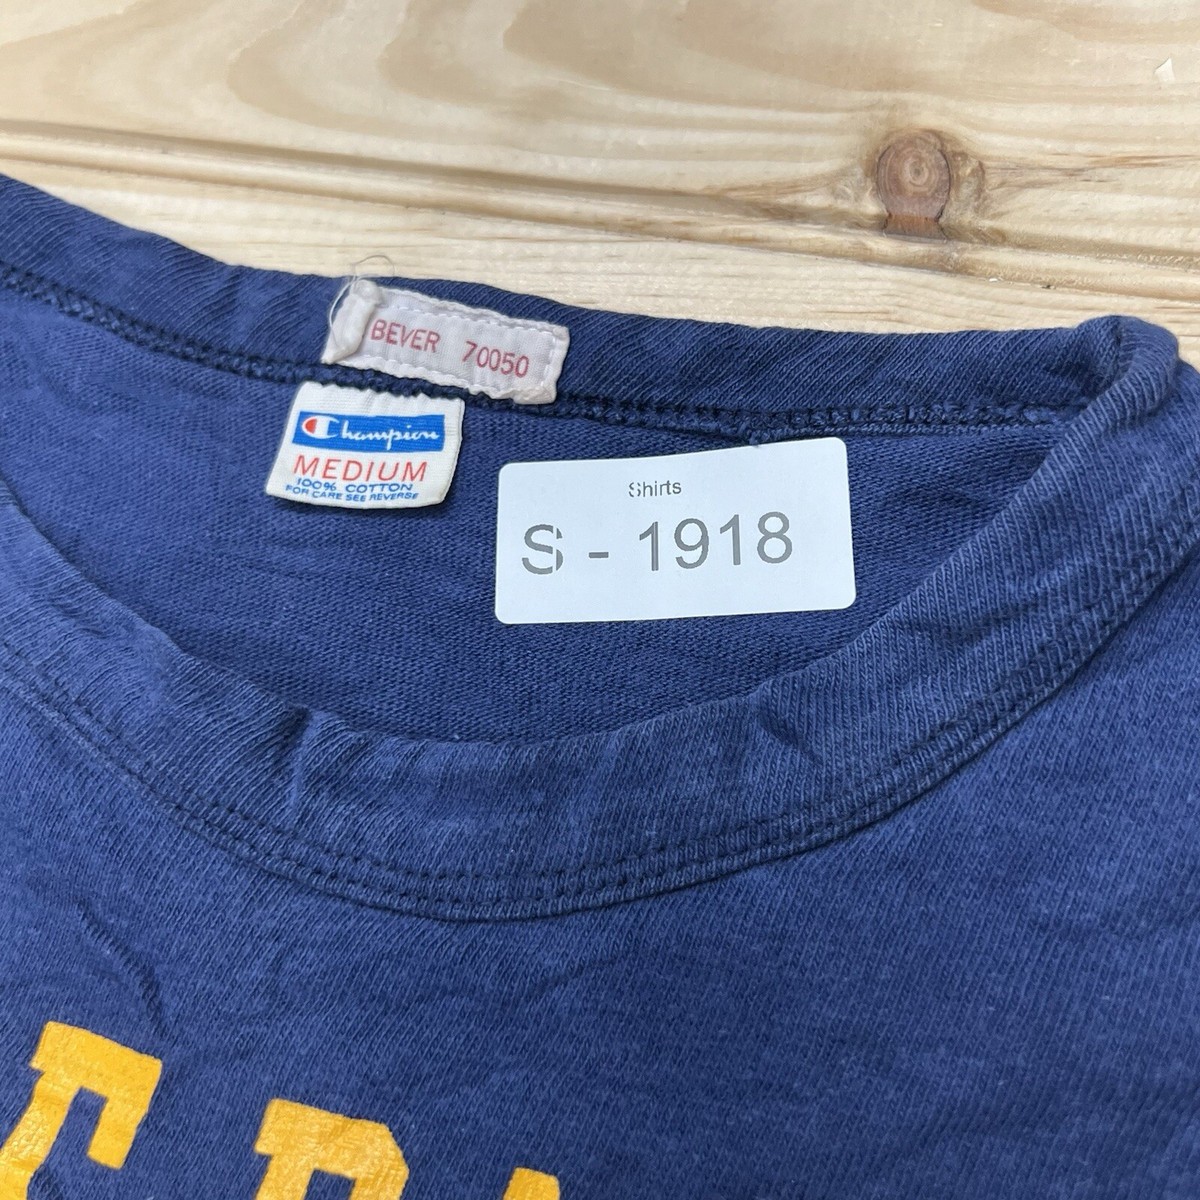 BEVER 70050
Champion
MEDIUM
100% COTTON
FOR CARE SEE REVERSE
Shirts
S - 1918